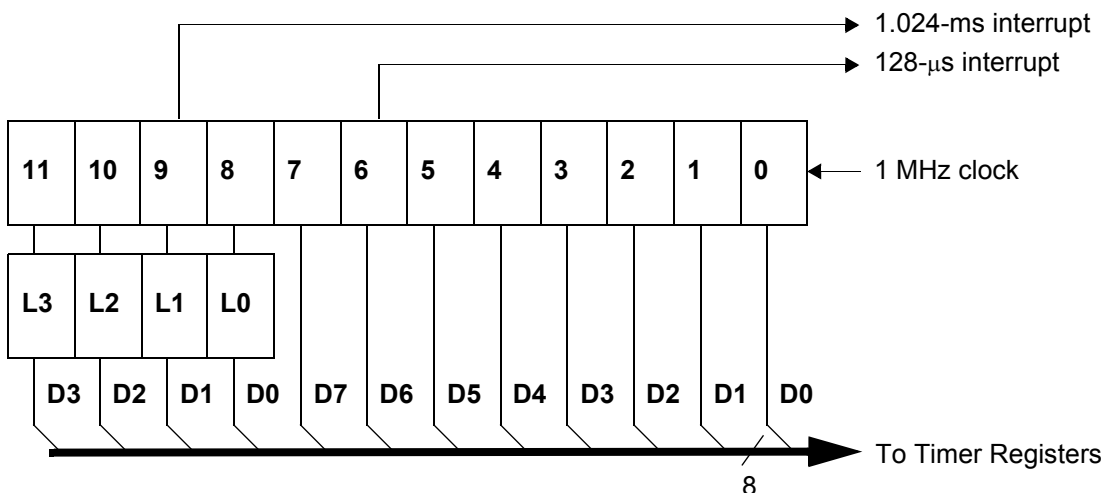 1.024-ms interrupt
128-μs interrupt
11 10 9 8 7 6 5 4 3 2 1 0
1 MHz clock
L3 L2 L1 L0
D3 D2 D1 D0 D7 D6 D5 D4 D3 D2 D1 D0
To Timer Registers
8